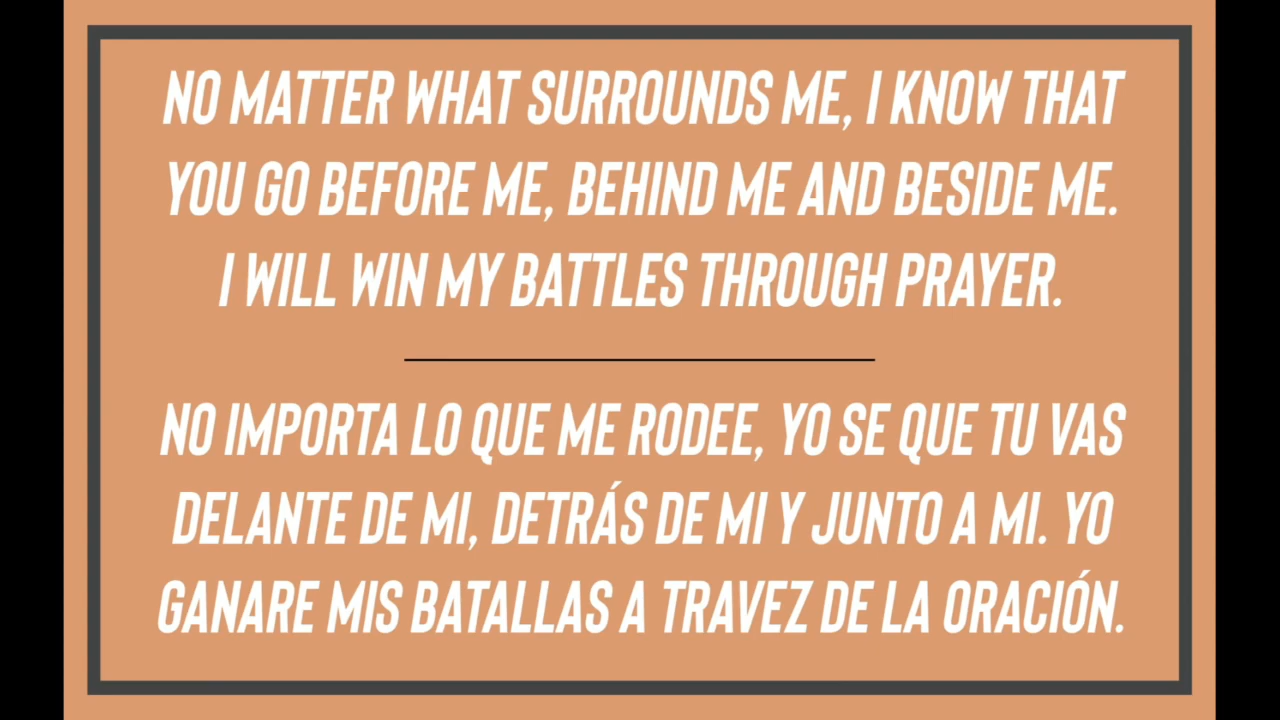 NO MATTER WHAT SURROUNDS ME, I KNOW THAT
YOU GO BEFORE ME, BEHIND ME AND BESIDE ME.
I WILL WIN MY BATTLES THROUGH PRAYER.
NO IMPORTA LO QUE ME RODEE, YO SE QUE TU VAS
DELANTE DE MI, DETRÁS DE MI Y JUNTO A MI. YO
GANARE MIS BATALLAS A TRAVEZ DE LA ORACIÓN.